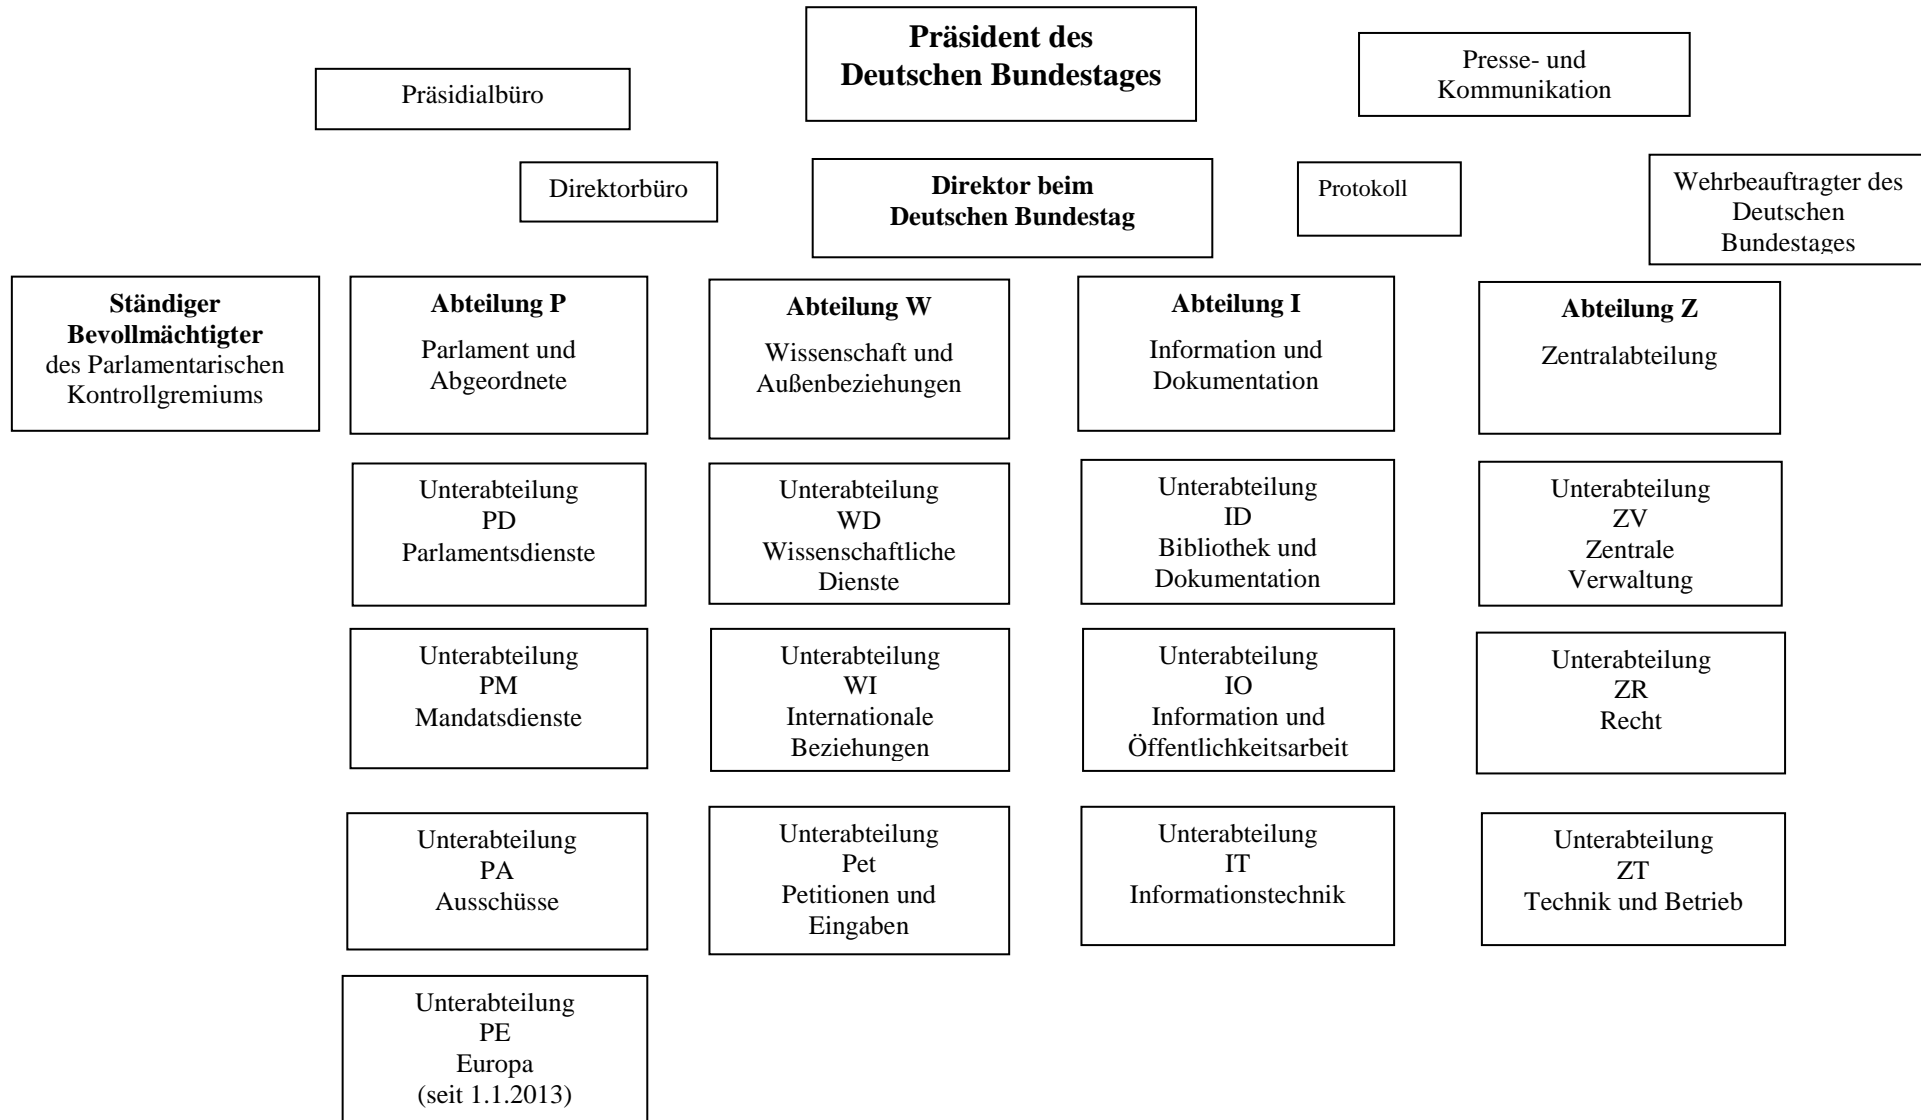 Präsident des
Deutschen Bundestages
Presse- und
Kommunikation
Präsidialbüro
Direktorbüro
Direktor beim
Deutschen Bundestag
Protokoll
Wehrbeauftragter des
Deutschen
Bundestages
Ständiger
Bevollmächtigter
des Parlamentarischen
Kontrollgremiums
Abteilung P
Parlament und
Abgeordnete
Abteilung W
Wissenschaft und
Außenbeziehungen
Abteilung I
Information und
Dokumentation
Abteilung Z
Zentralabteilung
Unterabteilung
PD
Parlamentsdienste
Unterabteilung
WD
Wissenschaftliche
Dienste
Unterabteilung
ID
Bibliothek und
Dokumentation
Unterabteilung
ZV
Zentrale
Verwaltung
Unterabteilung
PM
Mandatsdienste
Unterabteilung
WI
Internationale
Beziehungen
Unterabteilung
IO
Information und
Öffentlichkeitsarbeit
Unterabteilung
ZR
Recht
Unterabteilung
PA
Ausschüsse
Unterabteilung
Pet
Petitionen und
Eingaben
Unterabteilung
IT
Informationstechnik
Unterabteilung
ZT
Technik und Betrieb
Unterabteilung
PE
Europa
(seit 1.1.2013)